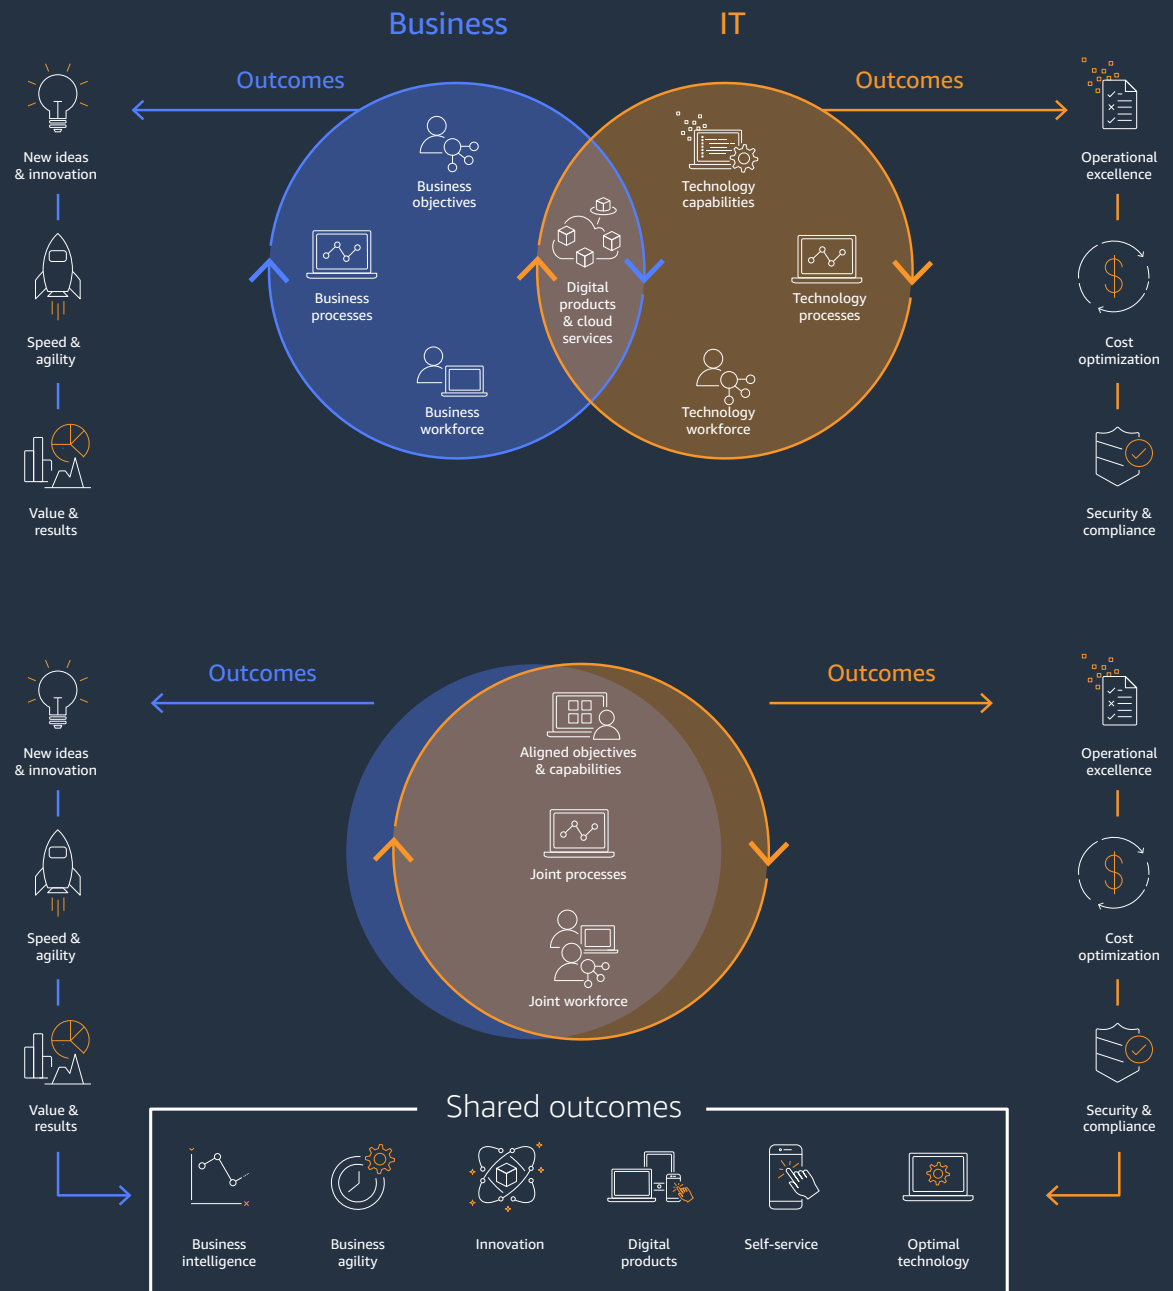 Business
IT
Outcomes
Outcomes
New ideas
& innovation
Speed &
agility
Value &
results
Business
objectives
Business
processes
Business
workforce
Digital
products
& cloud
services
Technology
capabilities
Technology
processes
Technology
workforce
Operational
excellence
Cost
optimization
Security &
compliance
Outcomes
Outcomes
New ideas
& innovation
Speed &
agility
Value &
results
Aligned objectives
& capabilities
Joint processes
Joint workforce
Operational
excellence
Cost
optimization
Security &
compliance
Shared outcomes
Business
intelligence
Business
agility
Innovation
Digital
products
Self-service
Optimal
technology